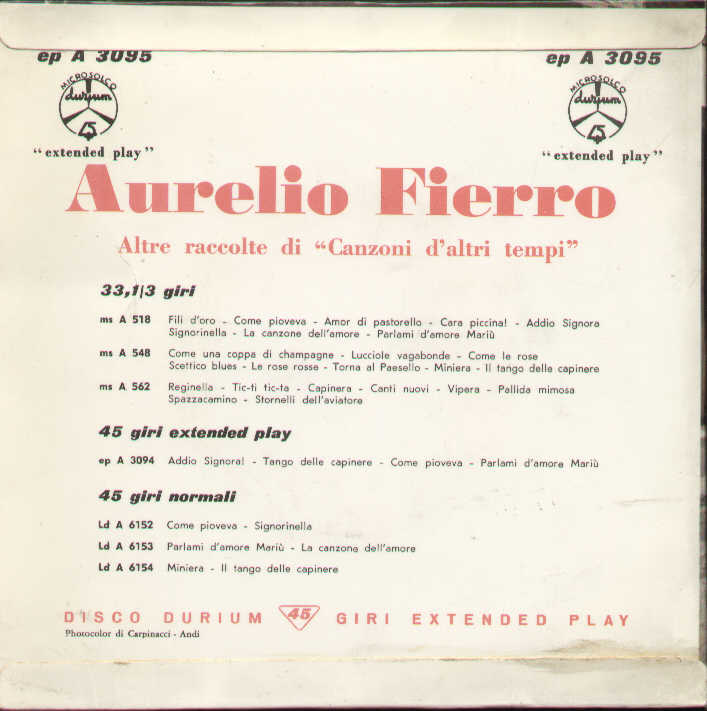 ep A 3095
ep A 3095
MICROSOLCO
durium
45
MICROSOLCO
durium
45
"extended play"
"extended play"
Aurelio Fierro
Altre raccolte di "Canzoni d'altri tempi"
33,1|3 giri
ms A 518 Fili d'oro - Come pioveva - Amor di pastorello - Cara piccina! - Addio Signora
Signorinella - La canzone dell'amore - Parlami d'amore Mariù
ms A 548 Come una coppa di champagne - Lucciole vagabonde - Come le rose
Scettico blues - Le rose rosse - Torna al Paesello - Miniera - Il tango delle capinere
ms A 562 Reginella - Tic-ti tic-ta - Capinera - Canti nuovi - Vipera - Pallida mimosa
Spazzacamino - Stornelli dell'aviatore
45 giri extended play
ep A 3094 Addio Signora! - Tango delle capinere - Come pioveva - Parlami d'amore Mariù
45 giri normali
Ld A 6152 Come pioveva - Signorinella
Ld A 6153 Parlami d'amore Mariù - La canzone dell'amore
Ld A 6154 Miniera - Il tango delle capinere
DISCO DURIUM 45 GIRI EXTENDED PLAY
Photocolor di Carpinacci - Andi